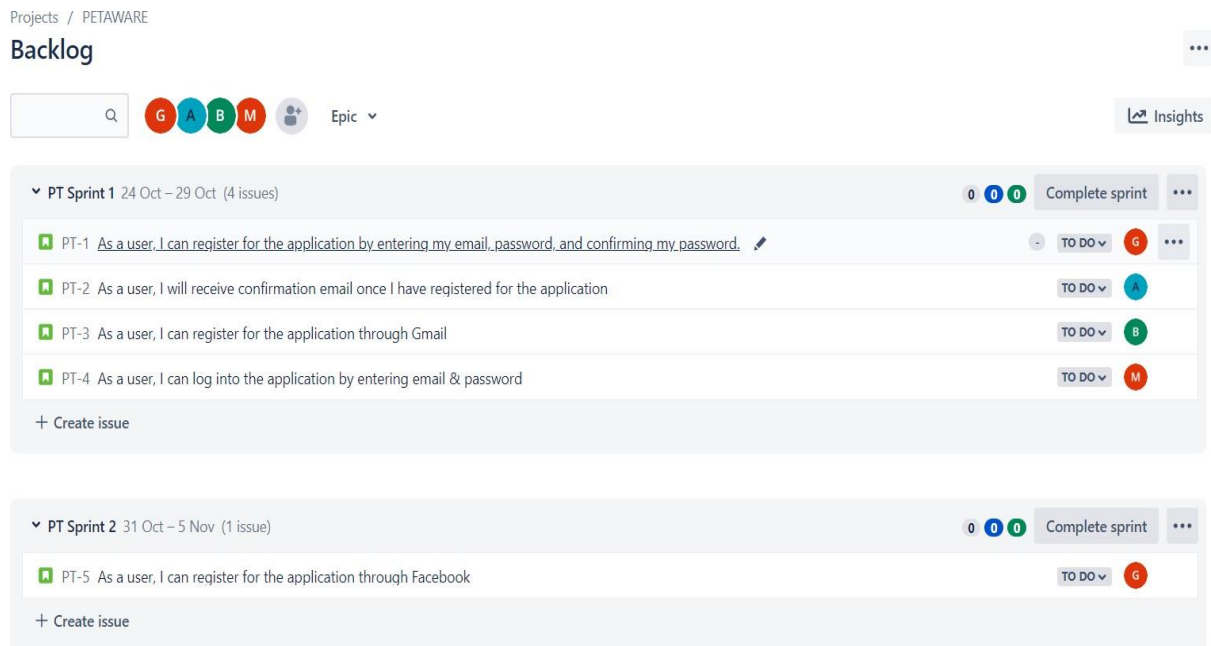 Projects / PETAWARE
Backlog
G A B M Epic
Insights
PT Sprint 1 24 Oct – 29 Oct (4 issues) 0 0 0 Complete sprint
PT-1 As a user, I can register for the application by entering my email, password, and confirming my password. - TO DO G
PT-2 As a user, I will receive confirmation email once I have registered for the application TO DO A
PT-3 As a user, I can register for the application through Gmail TO DO B
PT-4 As a user, I can log into the application by entering email & password TO DO M
+ Create issue
PT Sprint 2 31 Oct – 5 Nov (1 issue) 0 0 0 Complete sprint
PT-5 As a user, I can register for the application through Facebook TO DO G
+ Create issue